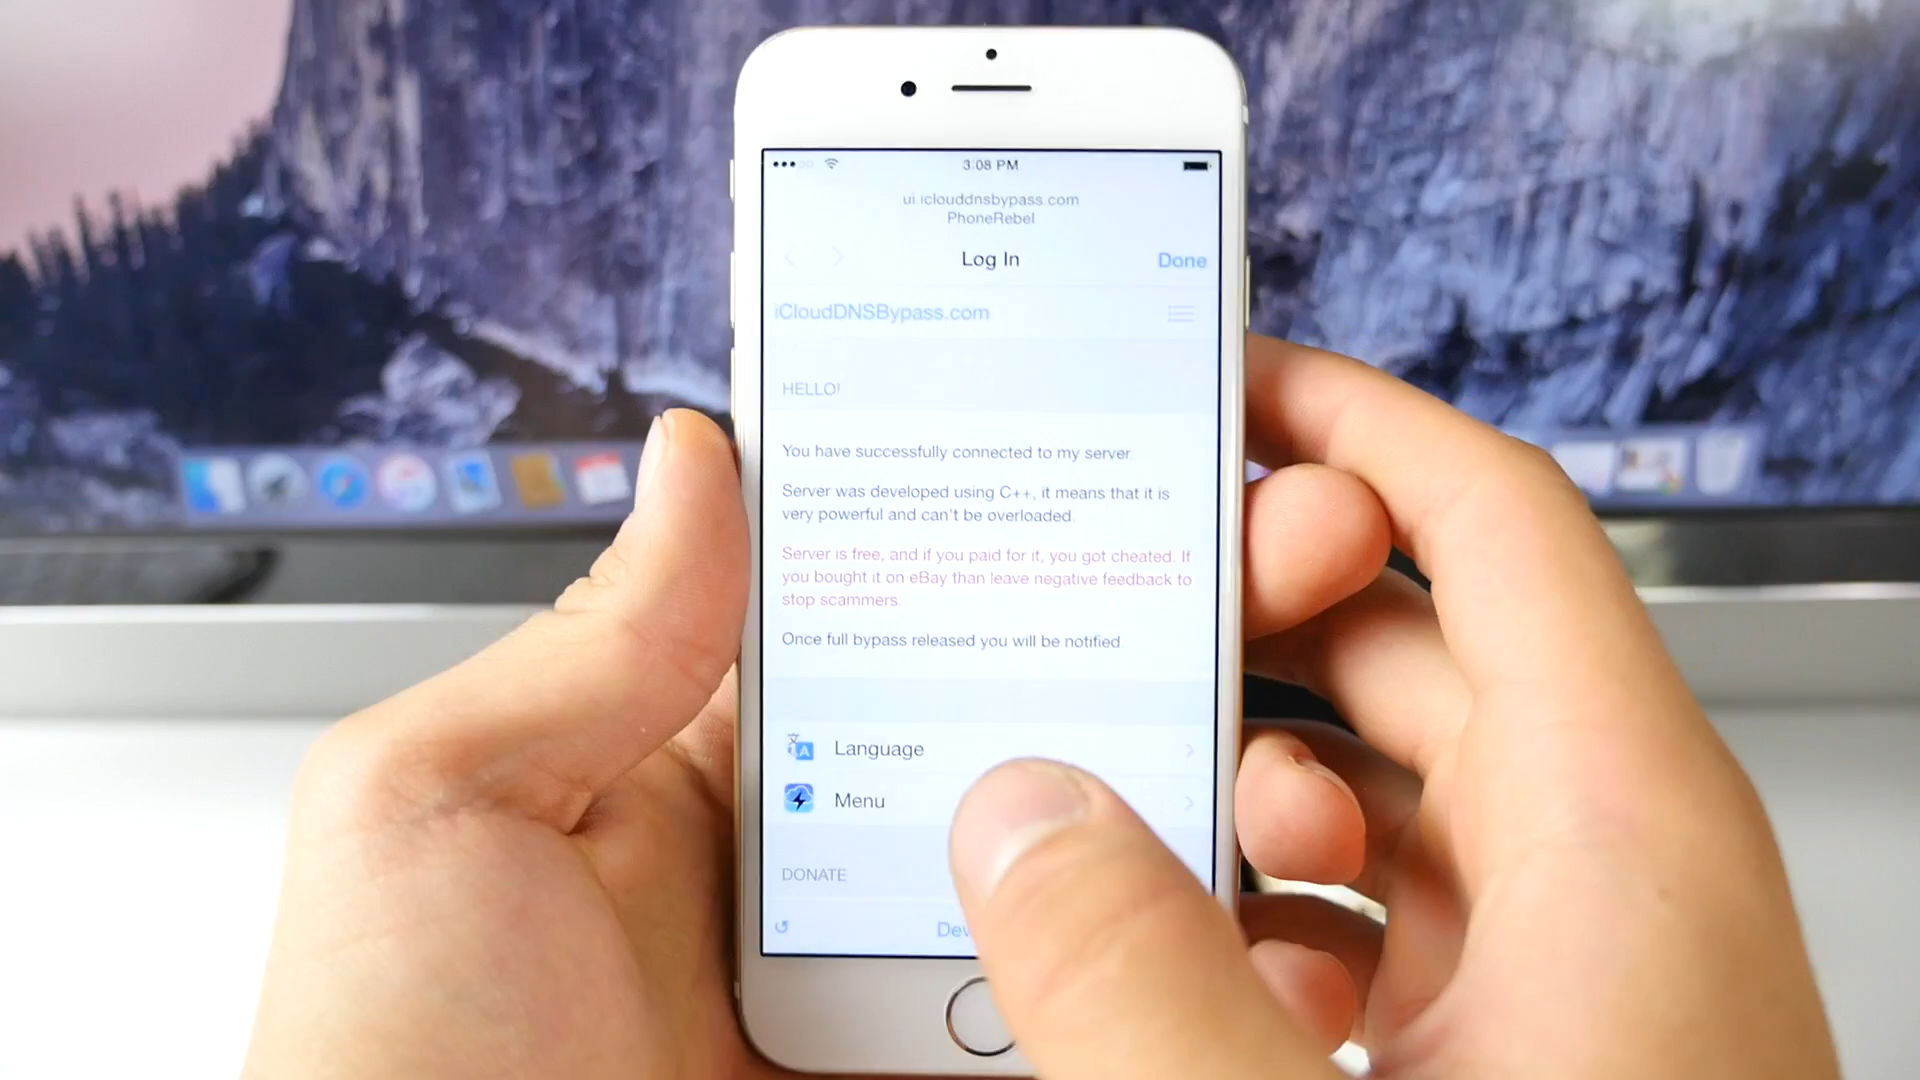 3:08 PM
ui.iclouddnsbypass.com
PhoneRebel
Log In
Done
iCloudDNSBypass.com
HELLO!
You have successfully connected to my server.
Server was developed using C++, it means that it is
very powerful and can't be overloaded.
Server is free, and if you paid for it, you got cheated. If
you bought it on eBay than leave negative feedback to
stop scammers.
Once full bypass released you will be notified.
Language
Menu
DONATE